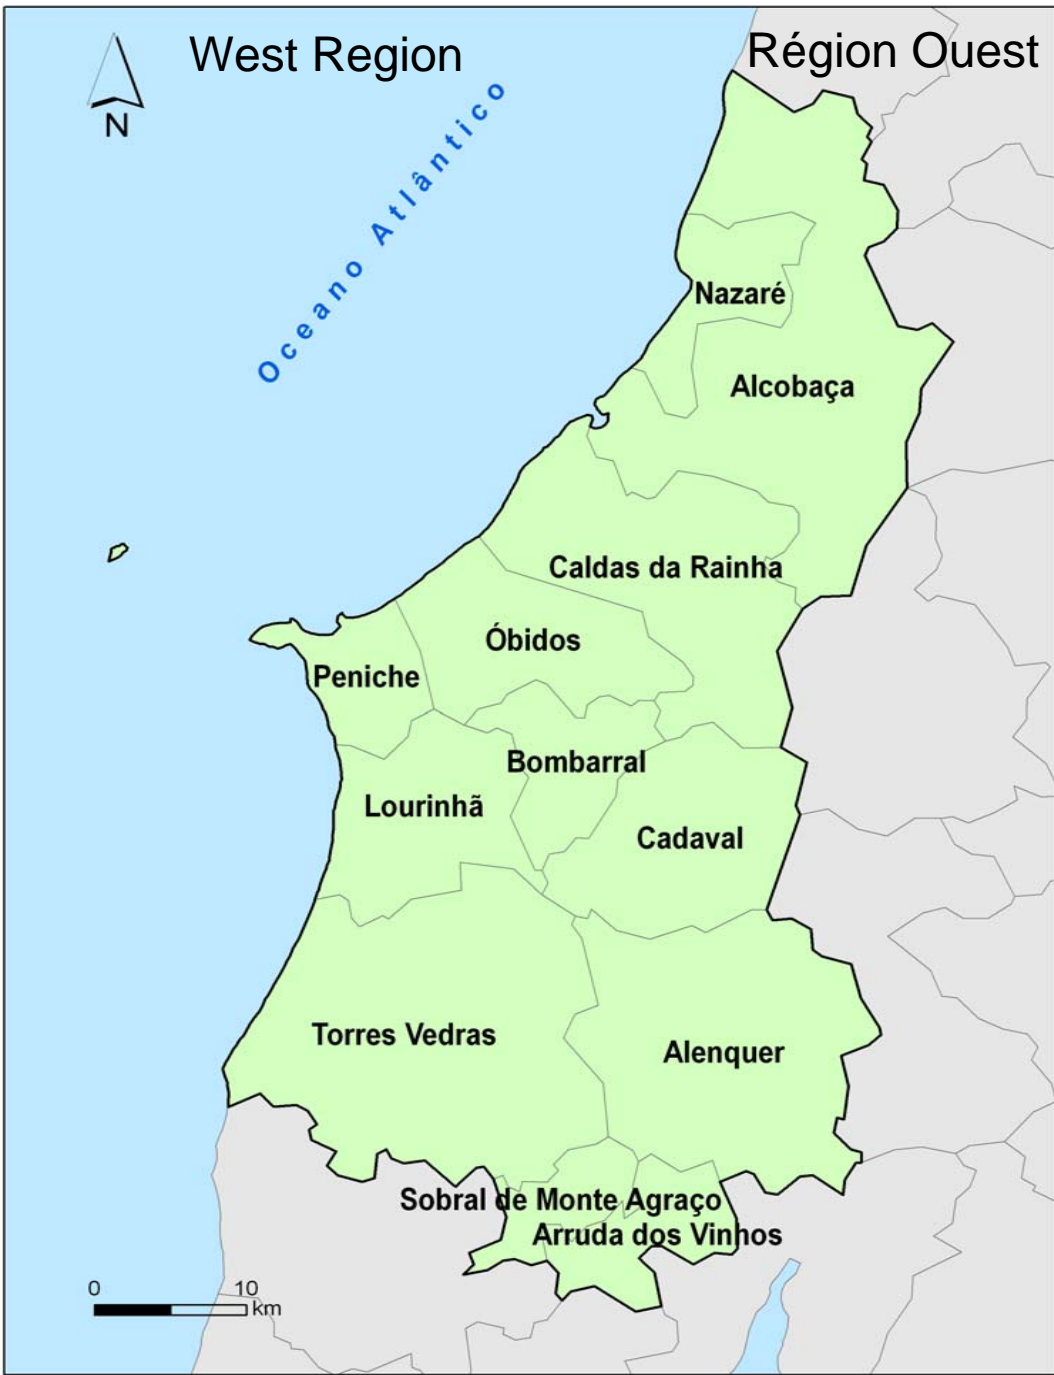 West Region
Région Ouest
N
Oceano Atlântico
Nazaré
Alcobaça
Caldas da Rainha
Óbidos
Peniche
Bombarral
Lourinhã
Cadaval
Torres Vedras
Alenquer
Sobral de Monte Agraço
Arruda dos Vinhos
0 10
km